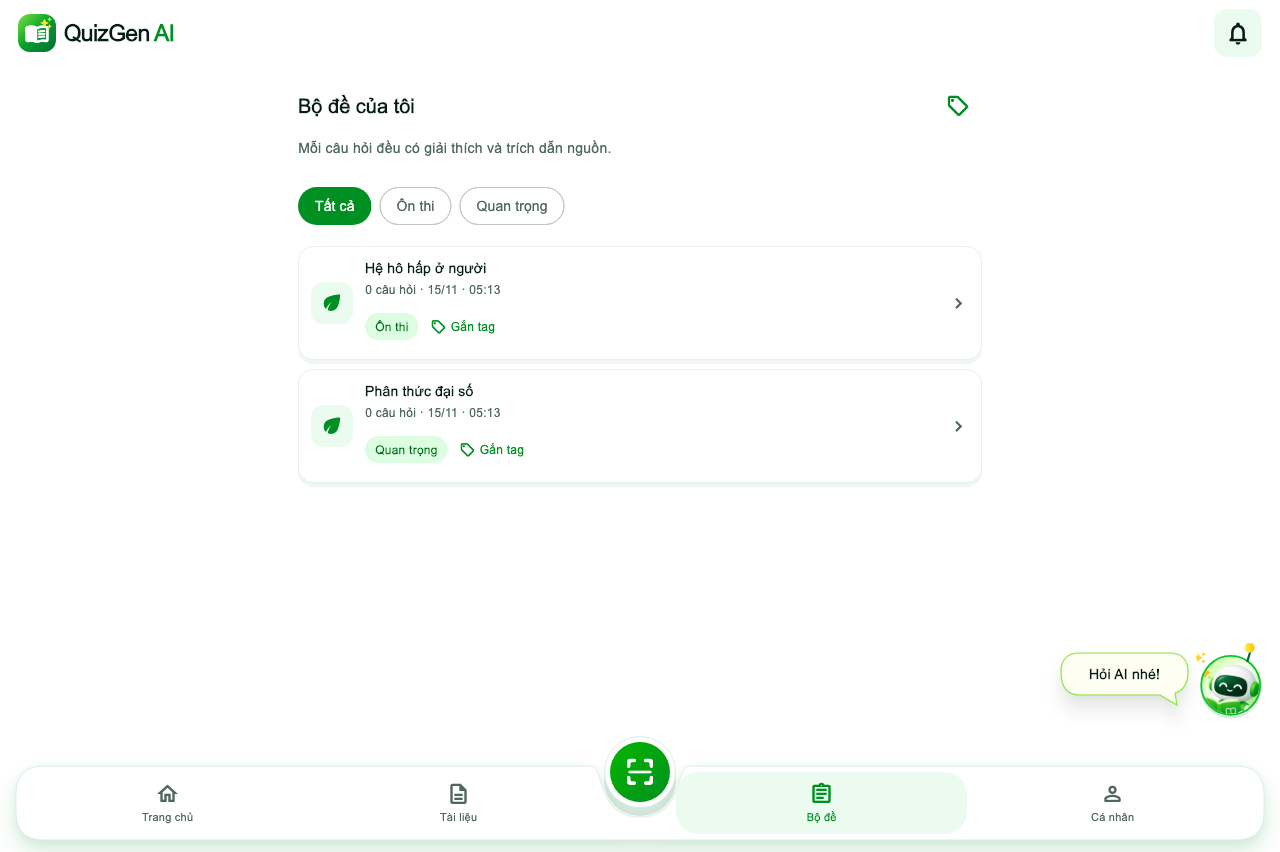 QuizGen AI
Bộ đề của tôi
Mỗi câu hỏi đều có giải thích và trích dẫn nguồn.
Tất cả
Ôn thi
Quan trọng
Hệ hô hấp ở người
0 câu hỏi · 15/11 · 05:13
Ôn thi
Gắn tag
Phân thức đại số
0 câu hỏi · 15/11 · 05:13
Quan trọng
Gắn tag
Hỏi AI nhé!
Trang chủ
Tài liệu
Bộ đề
Cá nhân